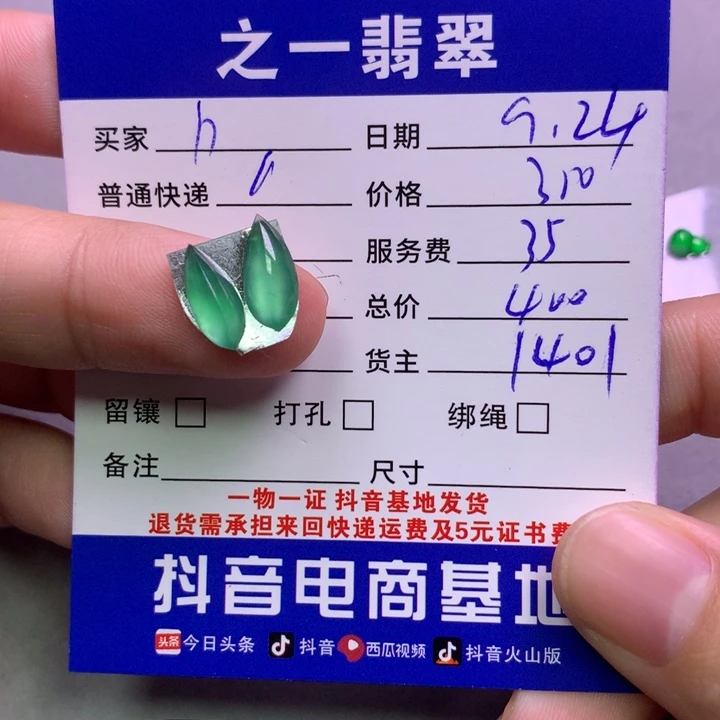 之一翡翠
买家 h 日期 9.24
普通快递 价格 310
服务费 35
总价 400
货主 1401
留镶 打孔 绑绳
备注 尺寸
一物一证 抖音基地发货
退货需承担来回快递运费及5元证书费
抖音电商基地
头条 今日头条 抖音 西瓜视频 抖音火山版